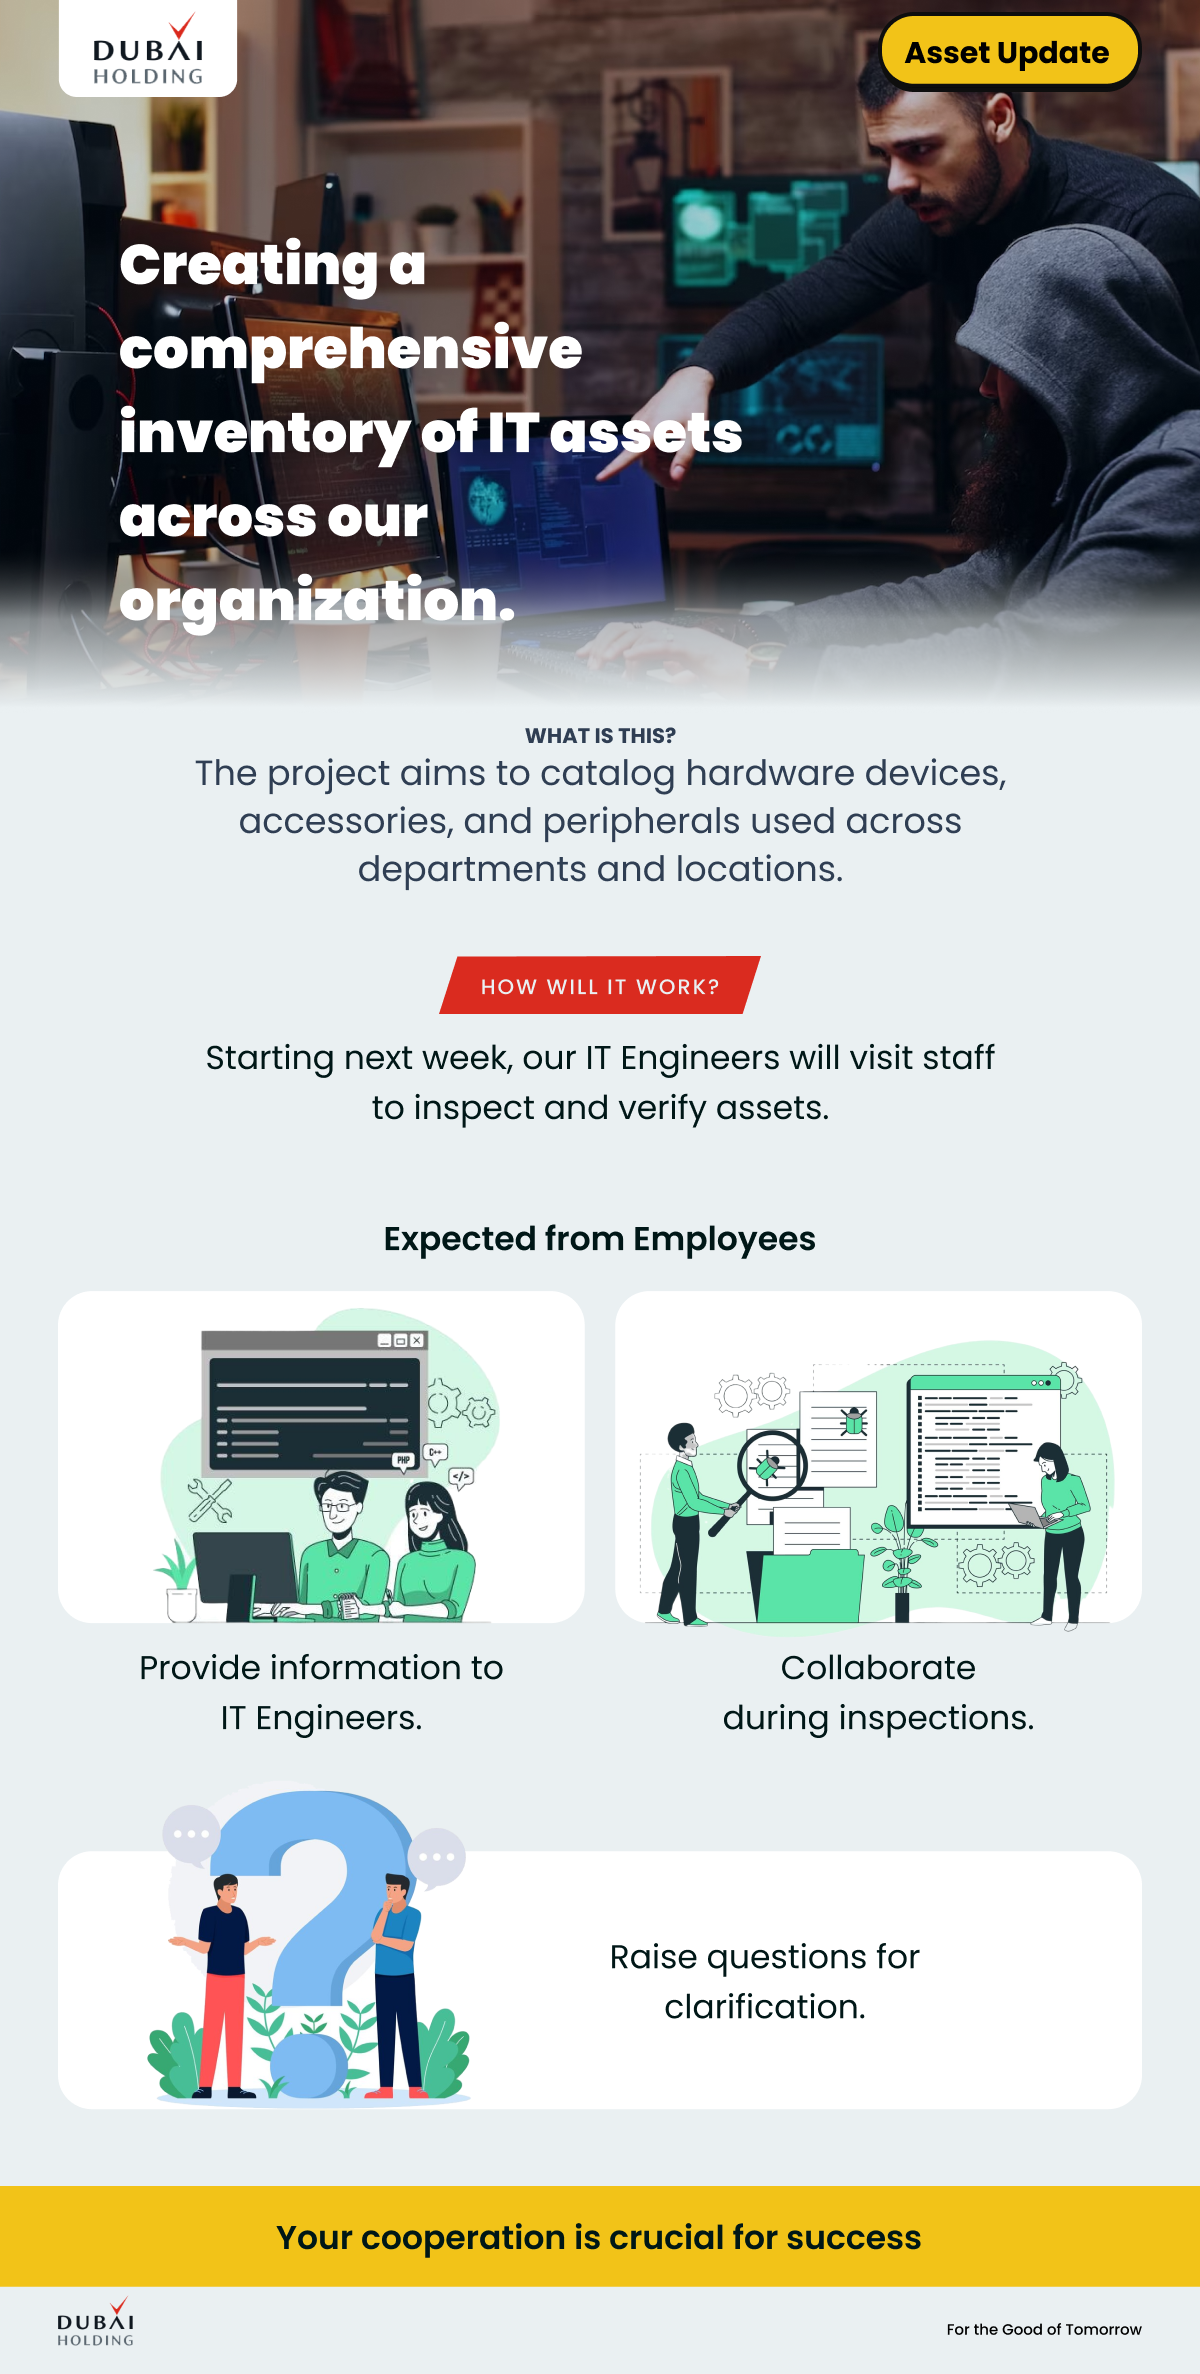 DUBAI
HOLDING
Asset Update
Creating a
comprehensive
inventory of IT assets
across our
organization.
WHAT IS THIS?
The project aims to catalog hardware devices,
accessories, and peripherals used across
departments and locations.
HOW WILL IT WORK?
Starting next week, our IT Engineers will visit staff
to inspect and verify assets.
Expected from Employees
C++
PHP
</>
Provide information to
IT Engineers.
Collaborate
during inspections.
Raise questions for
clarification.
Your cooperation is crucial for success
DUBAI
HOLDING
For the Good of Tomorrow